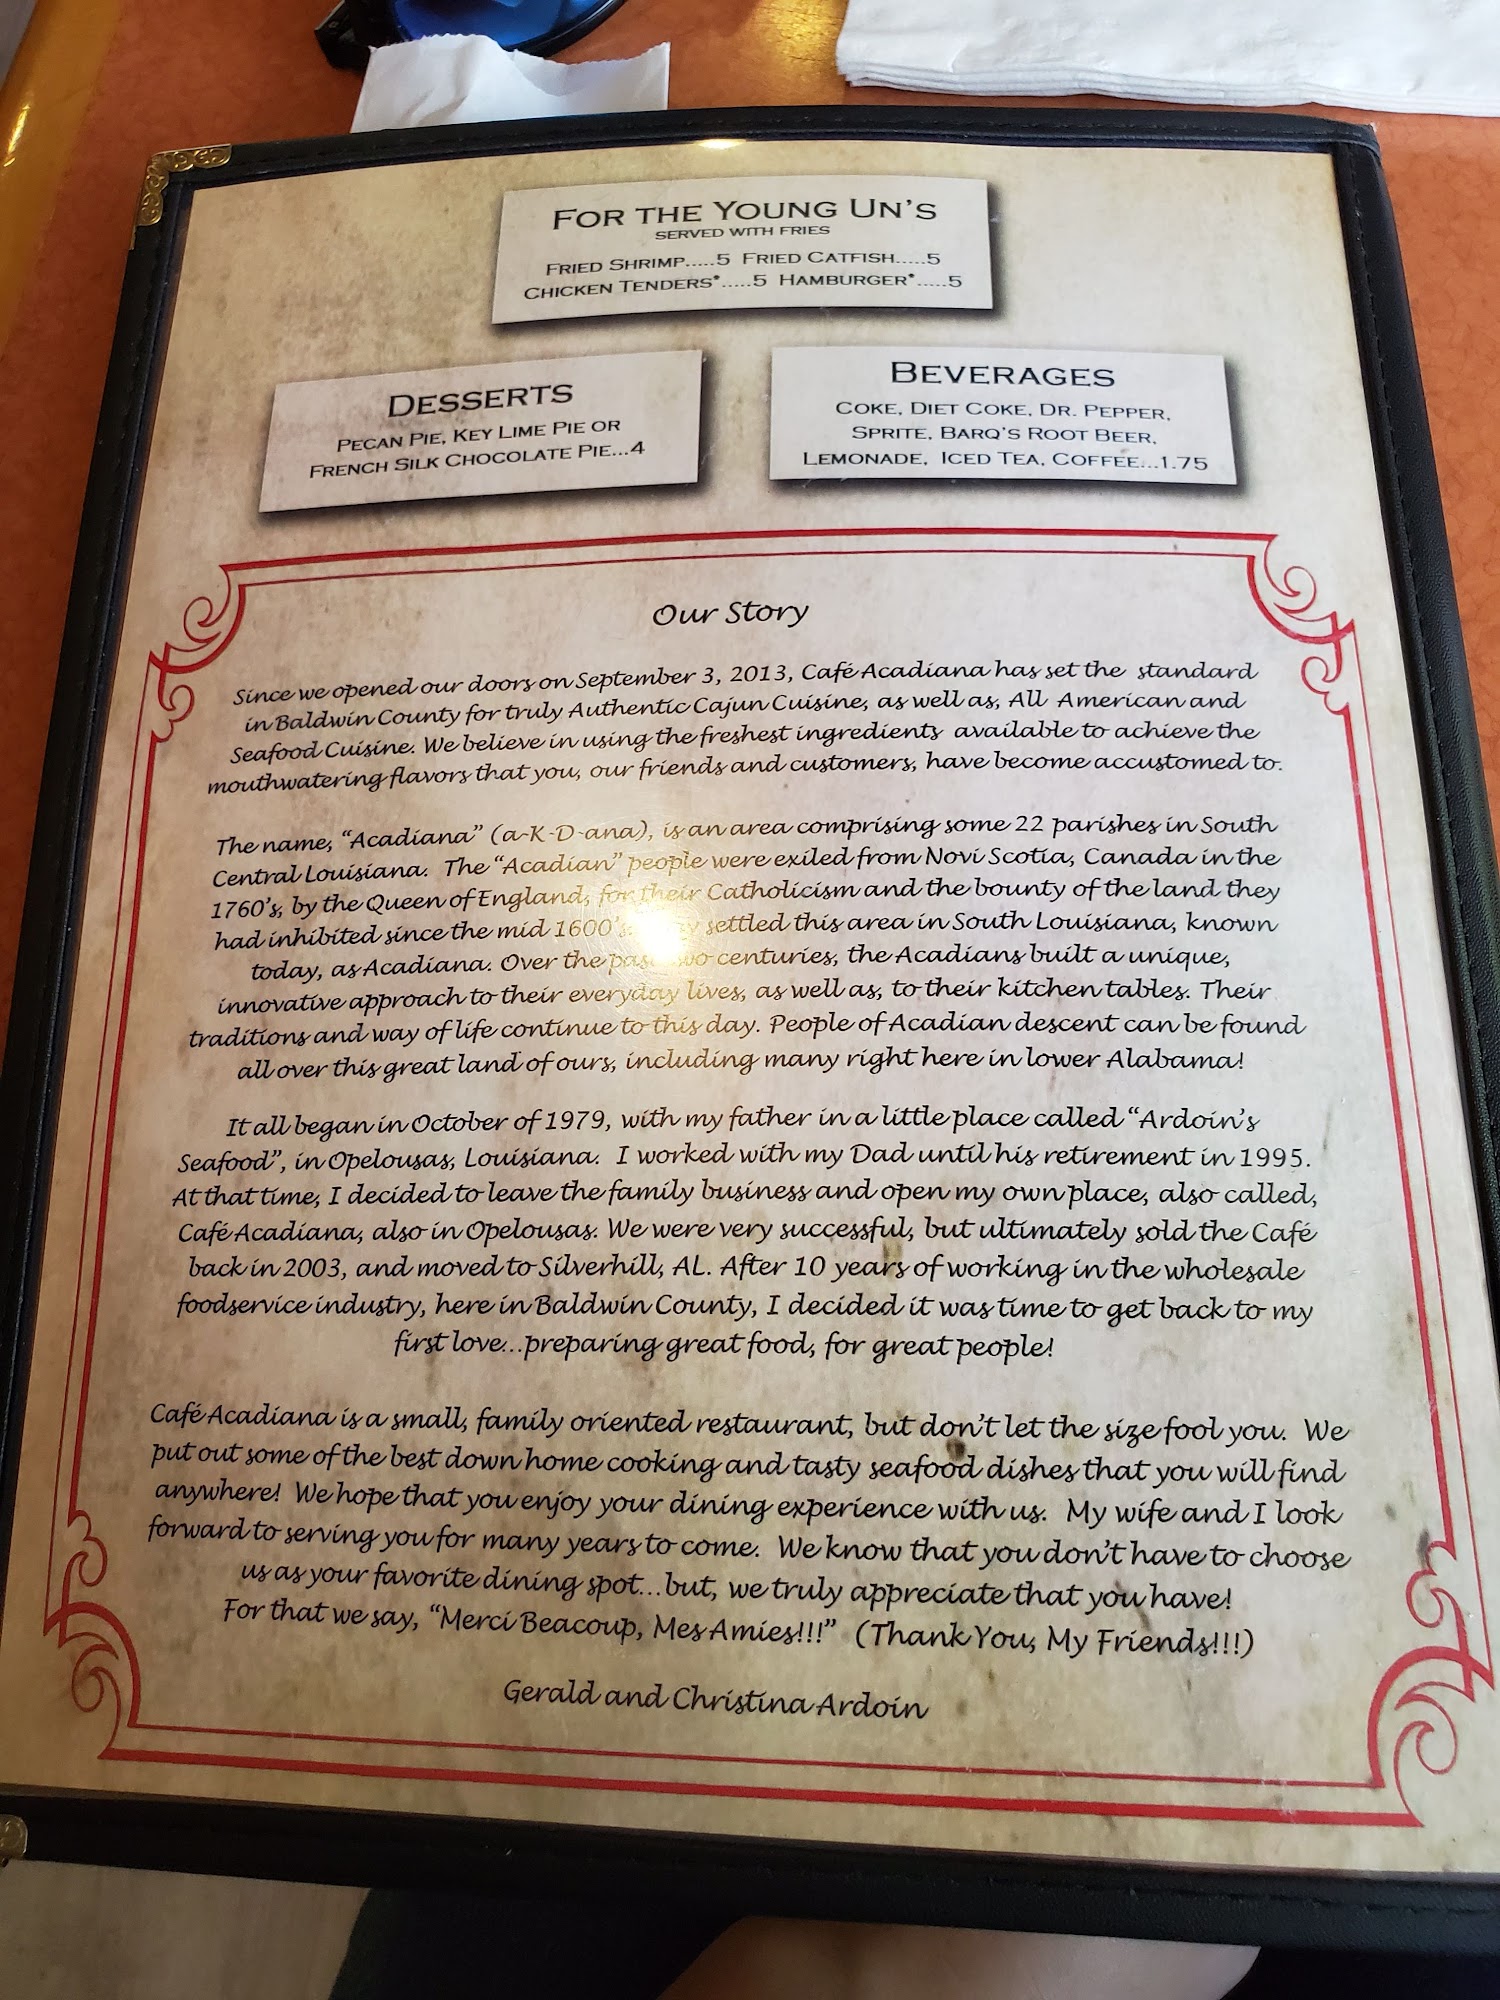 For the Young Un's
served with fries
Fried Shrimp.....5 Fried Catfish.....5
Chicken Tenders*.....5 Hamburger*.....5
Desserts
Pecan Pie, Key Lime Pie or
French Silk Chocolate Pie...4
Beverages
Coke, Diet Coke, Dr. Pepper,
Sprite, Barq's Root Beer,
Lemonade, Iced Tea, Coffee...1.75
Our Story
Since we opened our doors on September 3, 2013, Café Acadiana has set the standard
in Baldwin County for truly Authentic Cajun Cuisine, as well as, All American and
Seafood Cuisine. We believe in using the freshest ingredients available to achieve the
mouthwatering flavors that you, our friends and customers, have become accustomed to.
The name, "Acadiana" (a-K-D-ana), is an area comprising some 22 parishes in South
Central Louisiana. The "Acadian" people were exiled from Novi Scotia, Canada in the
1760's, by the Queen of England, for their Catholicism and the bounty of the land they
had inhibited since the mid 1600's. settled this area in South Louisiana, known
today, as Acadiana. Over the past two centuries, the Acadians built a unique,
innovative approach to their everyday lives, as well as, to their kitchen tables. Their
traditions and way of life continue to this day. People of Acadian descent can be found
all over this great land of ours, including many right here in lower Alabama!
It all began in October of 1979, with my father in a little place called "Ardoin's
Seafood", in Opelousas, Louisiana. I worked with my Dad until his retirement in 1995.
At that time, I decided to leave the family business and open my own place, also called,
Café Acadiana, also in Opelousas. We were very successful, but ultimately sold the Café
back in 2003, and moved to Silverhill, AL. After 10 years of working in the wholesale
foodservice industry, here in Baldwin County, I decided it was time to get back to my
first love...preparing great food, for great people!
Café Acadiana is a small, family oriented restaurant, but don't let the size fool you. We
put out some of the best down home cooking and tasty seafood dishes that you will find
anywhere! We hope that you enjoy your dining experience with us. My wife and I look
forward to serving you for many years to come. We know that you don't have to choose
us as your favorite dining spot...but, we truly appreciate that you have!
For that we say, "Merci Beacoup, Mes Amies!!!" (Thank You, My Friends!!!)
Gerald and Christina Ardoin